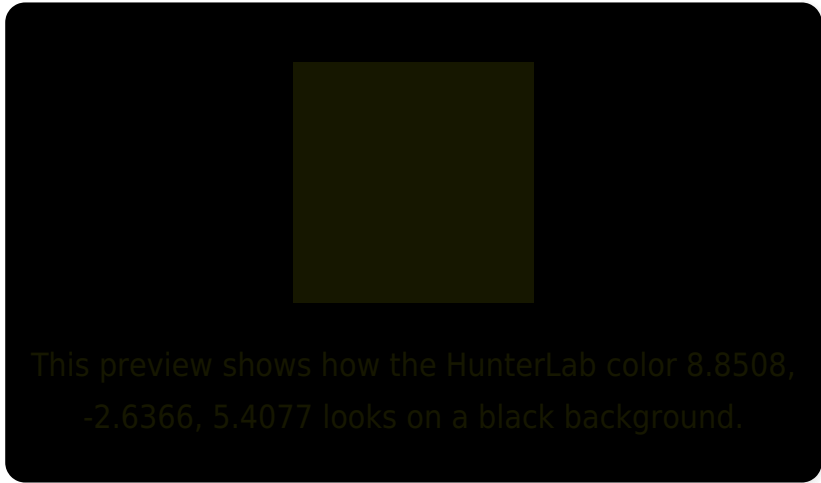 This preview shows how the HunterLab color 8.8508,
-2.6366, 5.4077 looks on a black background.